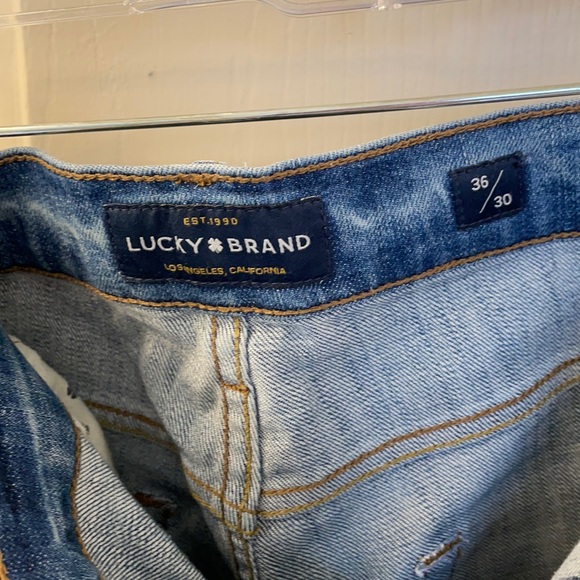 EST.1990
LUCKY BRAND
LOS ANGELES, CALIFORNIA
36/30